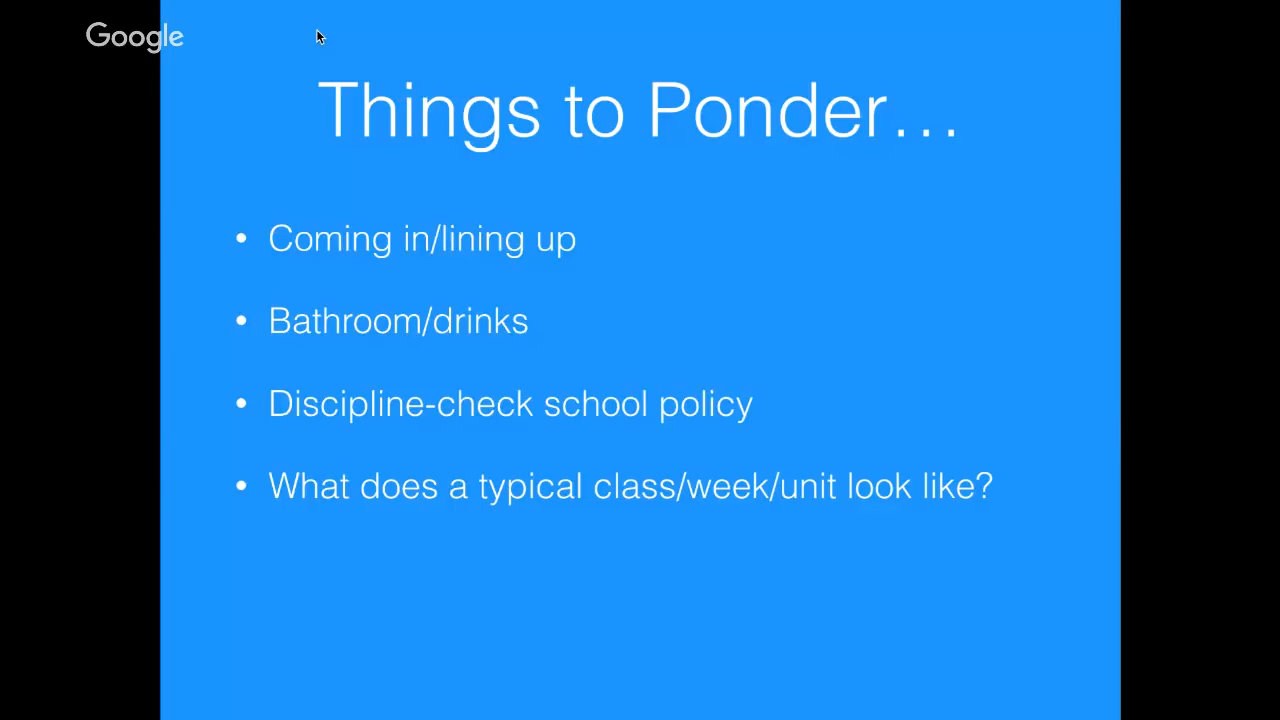 Google
Things to Ponder…
• Coming in/lining up
• Bathroom/drinks
• Discipline-check school policy
• What does a typical class/week/unit look like?